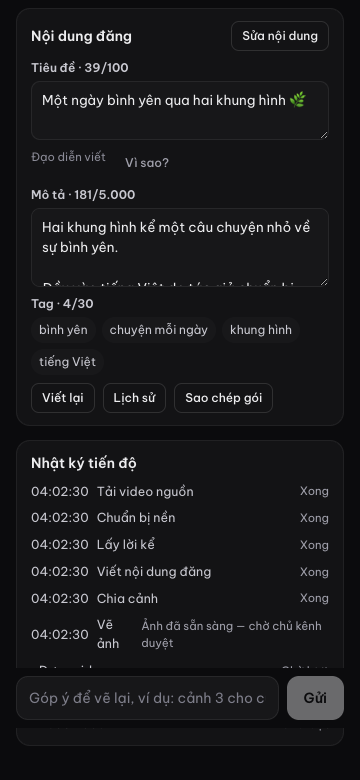 Nội dung đăng
Sửa nội dung
Tiêu đề · 39/100
Một ngày bình yên qua hai khung hình 🌿
Đạo diễn viết
Vì sao?
Mô tả · 181/5.000
Hai khung hình kể một câu chuyện nhỏ về
sự bình yên.
Tag · 4/30
bình yên
chuyện mỗi ngày
khung hình
tiếng Việt
Viết lại
Lịch sử
Sao chép gói
Nhật ký tiến độ
04:02:30 Tải video nguồn Xong
04:02:30 Chuẩn bị nền Xong
04:02:30 Lấy lời kể Xong
04:02:30 Viết nội dung đăng Xong
04:02:30 Chia cảnh Xong
04:02:30 Vẽ ảnh Ảnh đã sẵn sàng — chờ chủ kênh
duyệt
Góp ý để vẽ lại, ví dụ: cảnh 3 cho c
Gửi